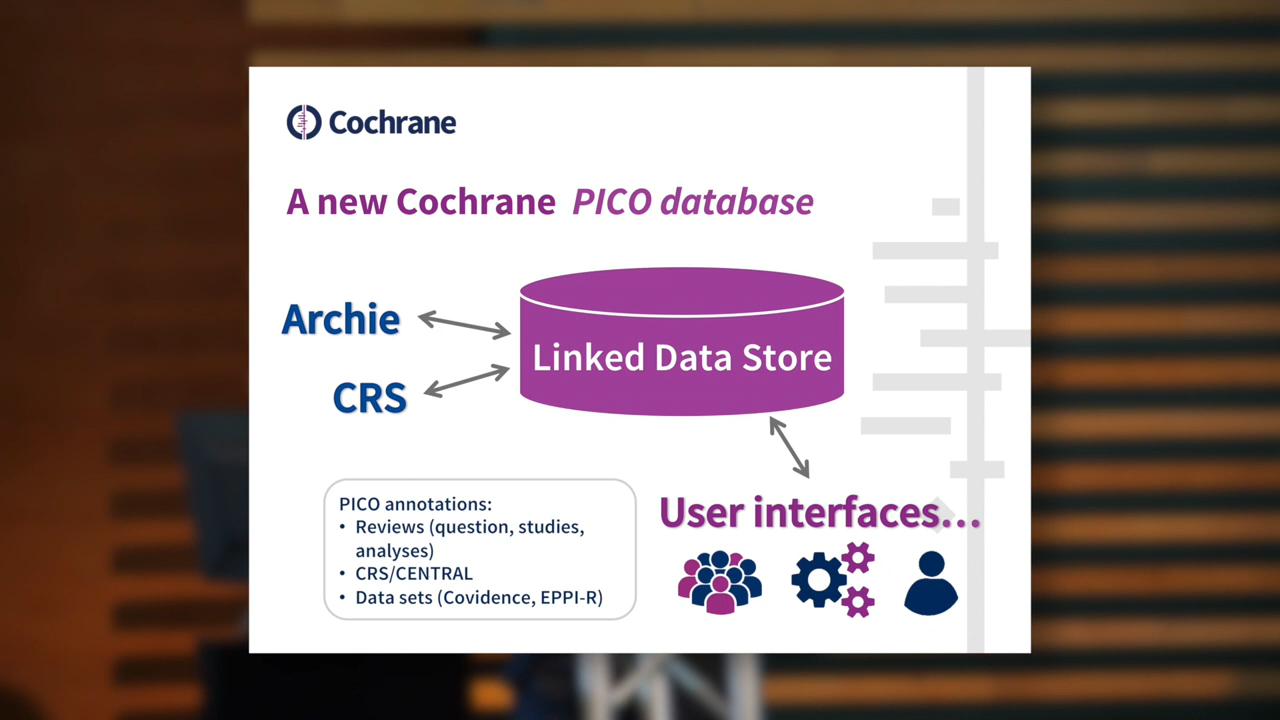 Cochrane
A new Cochrane PICO database
Archie
CRS
Linked Data Store
PICO annotations:
• Reviews (question, studies,
analyses)
• CRS/CENTRAL
• Data sets (Covidence, EPPI-R)
User interfaces...